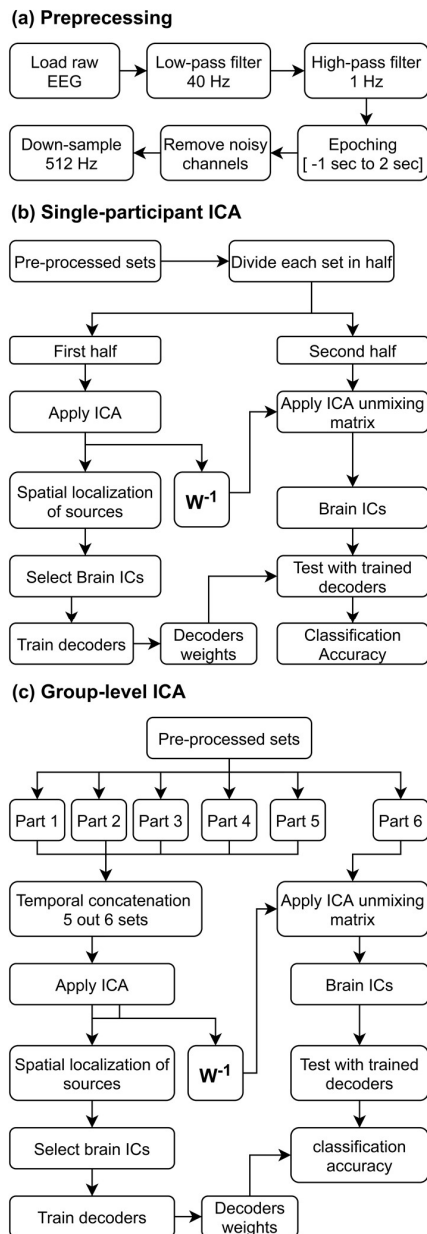 (a) Preprecessing
Load raw
EEG
Low-pass filter
40 Hz
High-pass filter
1 Hz
Down-sample
512 Hz
Remove noisy
channels
Epoching
[ -1 sec to 2 sec]
(b) Single-participant ICA
Pre-processed sets
Divide each set in half
First half
Second half
Apply ICA
Apply ICA unmixing
matrix
Spatial localization
of sources
W-1
Brain ICs
Select Brain ICs
Test with trained
decoders
Train decoders
Decoders
weights
Classification
Accuracy
(c) Group-level ICA
Pre-processed sets
Part 1
Part 2
Part 3
Part 4
Part 5
Part 6
Temporal concatenation
5 out 6 sets
Apply ICA unmixing
matrix
Apply ICA
Brain ICs
Spatial localization of
sources
W-1
Test with trained
decoders
Select brain ICs
classification
accuracy
Train decoders
Decoders
weights